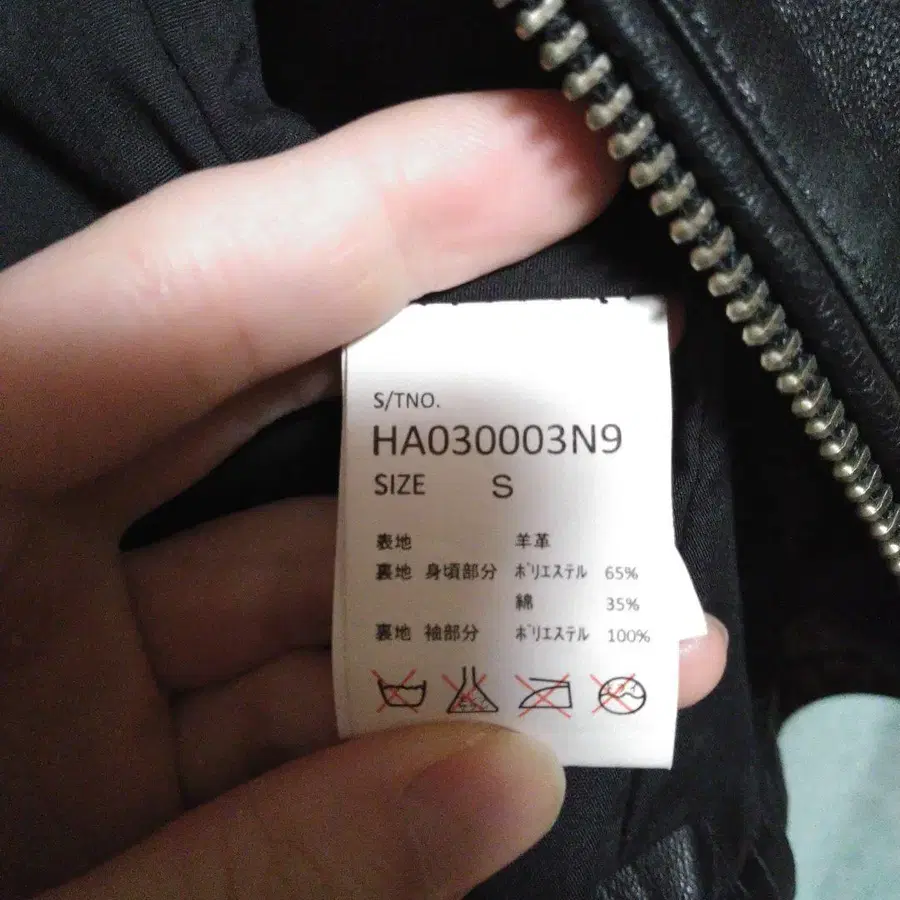 S/TNO.
HA030003N9
SIZE S
表地 羊革
裏地 身頃部分 ポリエステル 65%
綿 35%
裏地 袖部分 ポリエステル 100%